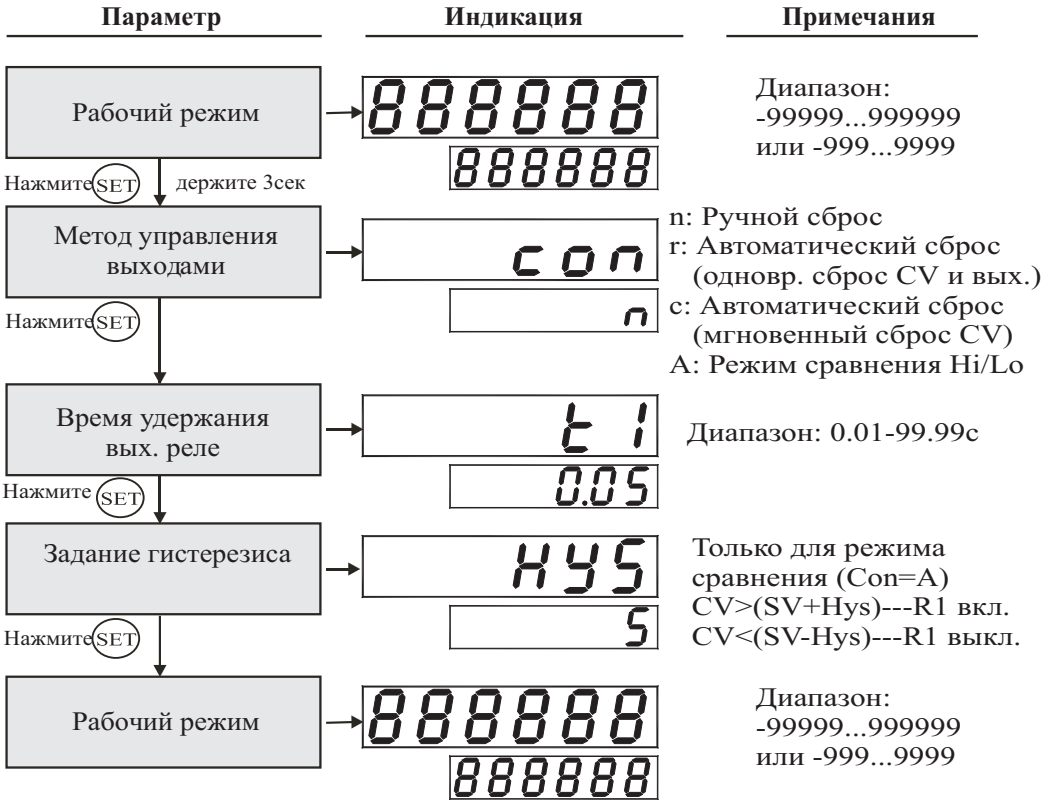 Параметр
Индикация
Примечания
Рабочий режим
888888
888888
Диапазон:
-99999...999999
или -999...9999
Нажмите SET
держите 3сек
Метод управления
выходами
con
n
n: Ручной сброс
r: Автоматический сброс
(одновр. сброс CV и вых.)
c: Автоматический сброс
(мгновенный сброс CV)
A: Режим сравнения Hi/Lo
Нажмите SET
Время удержания
вых. реле
t1
0.05
Диапазон: 0.01-99.99с
Нажмите SET
Задание гистерезиса
HYS
5
Только для режима
сравнения (Con=A)
CV>(SV+Hys)---R1 вкл.
CV<(SV-Hys)---R1 выкл.
Нажмите SET
Рабочий режим
888888
888888
Диапазон:
-99999...999999
или -999...9999